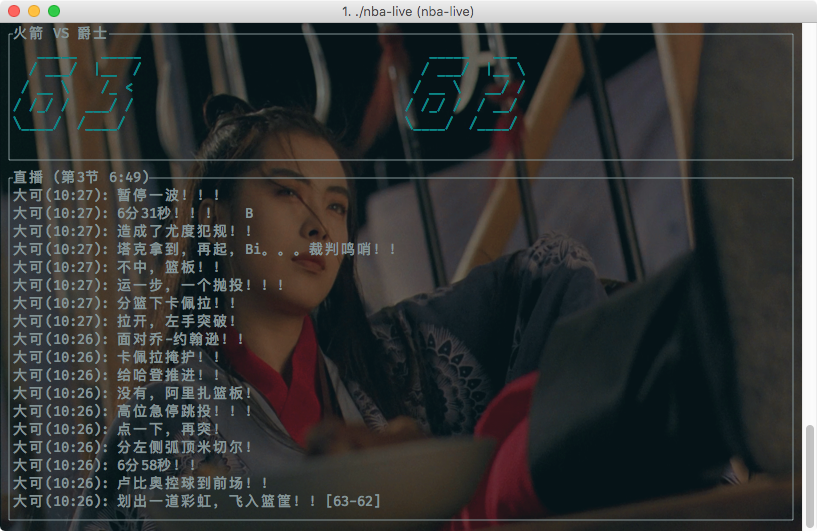 1. ./nba-live (nba-live)
火箭 VS 爵士
63 62
直播 (第3节 6:49)
大可(10:27): 暂停一波！！！
大可(10:27): 6分31秒！！！ B
大可(10:27): 造成了尤度犯规！！
大可(10:27): 塔克拿到，再起，Bi。。。裁判鸣哨！！
大可(10:27): 不中，篮板！！
大可(10:27): 运一步，一个抛投！！！
大可(10:27): 分篮下卡佩拉！！
大可(10:27): 拉开，左手突破！
大可(10:26): 面对乔-约翰逊！！
大可(10:26): 卡佩拉掩护！！
大可(10:26): 给哈登推进！！
大可(10:26): 没有，阿里扎篮板！
大可(10:26): 高位急停跳投！！！
大可(10:26): 点一下，再突！
大可(10:26): 分左侧弧顶米切尔！
大可(10:26): 6分58秒！！
大可(10:26): 卢比奥控球到前场！！
大可(10:26): 划出一道彩虹，飞入篮筐！！[63-62]